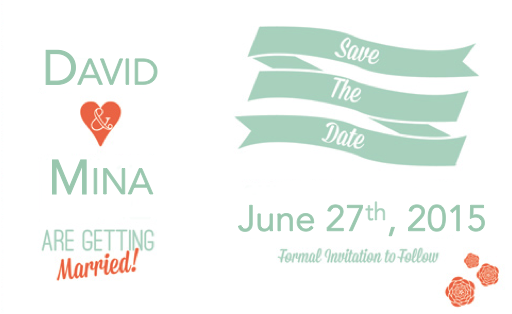 DAVID
&
MINA
ARE GETTING
Married!
Save
The
Date
June 27th, 2015
Formal Invitation to Follow